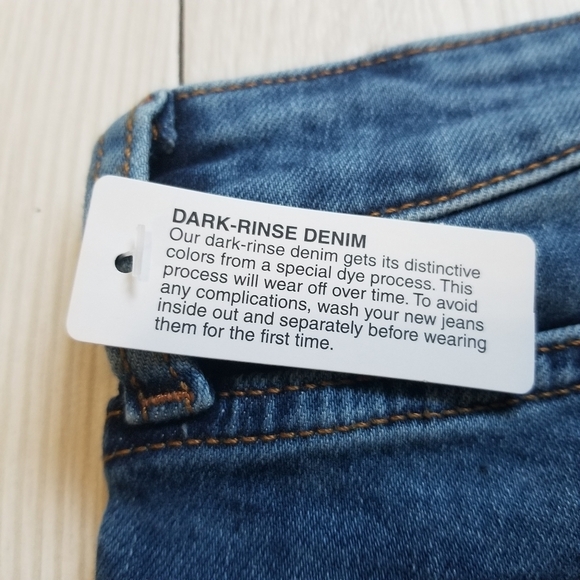 DARK-RINSE DENIM
Our dark-rinse denim gets its distinctive
colors from a special dye process. This
process will wear off over time. To avoid
any complications, wash your new jeans
inside out and separately before wearing
them for the first time.